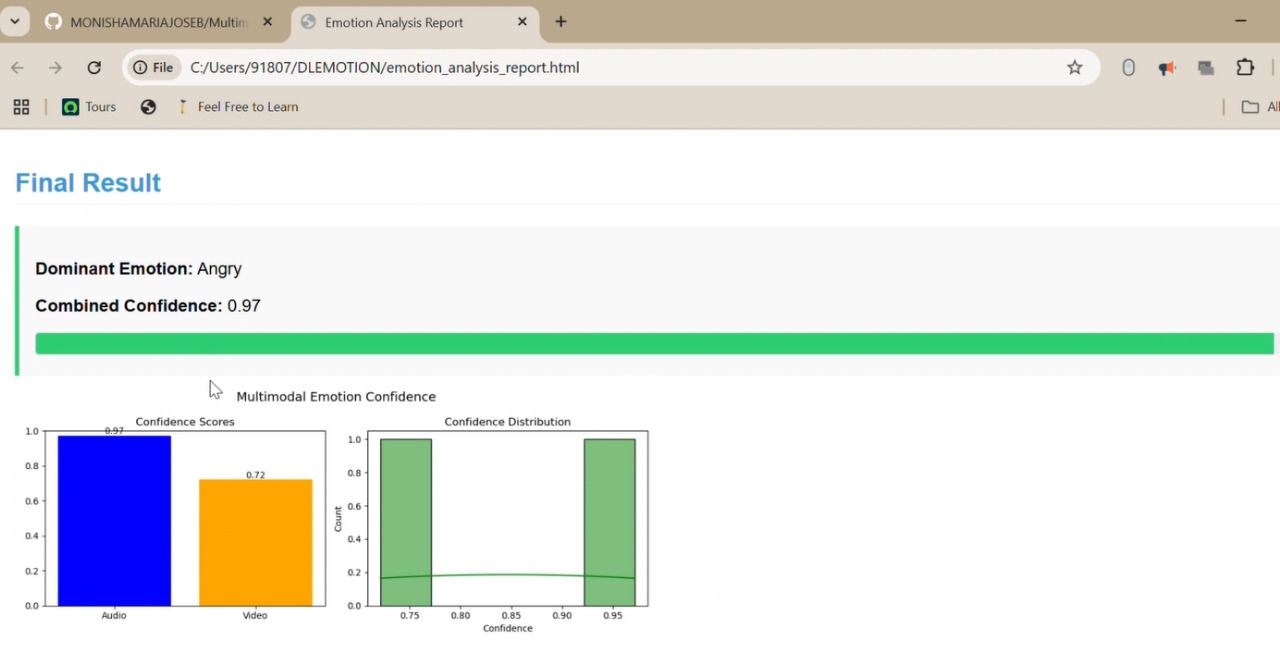 MONISHAMARIAJOSEB/Multim
Emotion Analysis Report
File
C:/Users/91807/DLEMOTION/emotion_analysis_report.html
Tours
Feel Free to Learn
Al
Final Result
Dominant Emotion: Angry
Combined Confidence: 0.97
Multimodal Emotion Confidence
Confidence Scores
1.0
0.8
0.6
0.4
0.2
0.0
0.97
0.72
Audio
Video
Confidence Distribution
Count
1.0
0.8
0.6
0.4
0.2
0.0
0.75
0.80
0.85
0.90
0.95
Confidence